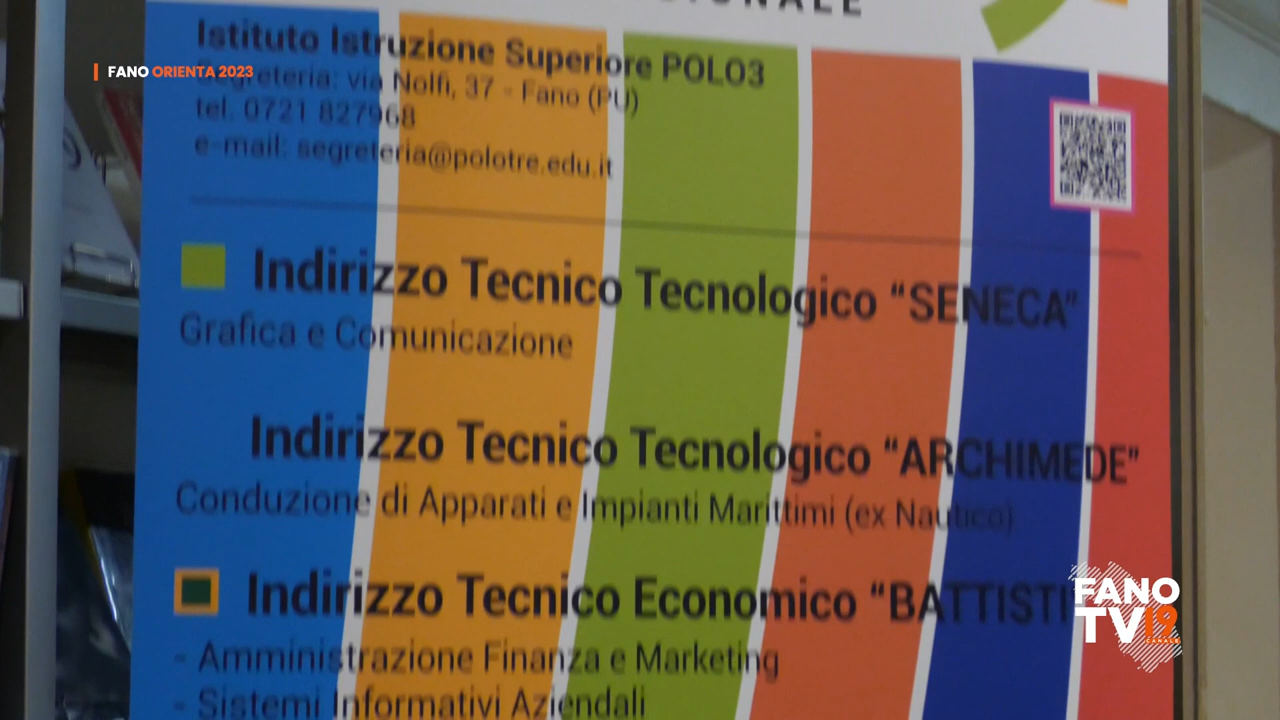 Istituto Istruzione Superiore POLO3
FANO ORIENTA 2023
Segreteria: via Nolfi, 37 - Fano (PU)
tel. 0721 827968
e-mail: segreteria@polotre.edu.it
Indirizzo Tecnico Tecnologico “SENECA”
Grafica e Comunicazione
Indirizzo Tecnico Tecnologico “ARCHIMEDE”
Conduzione di Apparati e Impianti Marittimi (ex Nautico)
Indirizzo Tecnico Economico “BATTISTI
- Amministrazione Finanza e Marketing
- Sistemi Informativi Aziendali
FANO
TV 19
CANALE